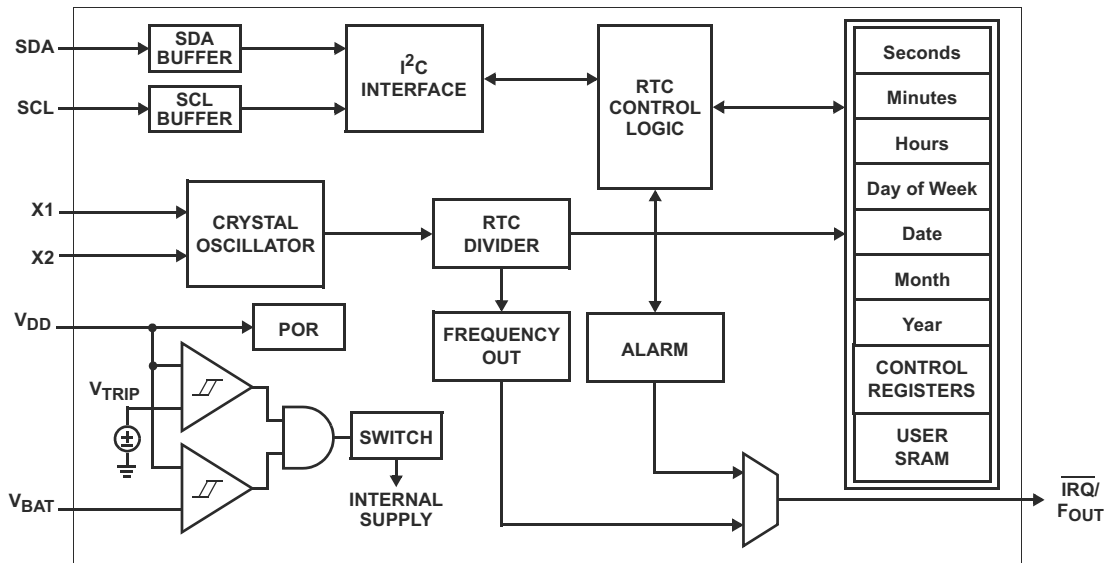 SDA
SDA
BUFFER
SCL
SCL
BUFFER
I²C
INTERFACE
RTC
CONTROL
LOGIC
X1
X2
CRYSTAL
OSCILLATOR
RTC
DIVIDER
VDD
POR
FREQUENCY
OUT
ALARM
VTRIP
SWITCH
INTERNAL
SUPPLY
VBAT
Seconds
Minutes
Hours
Day of Week
Date
Month
Year
CONTROL
REGISTERS
USER
SRAM
IRQ/
FOUT